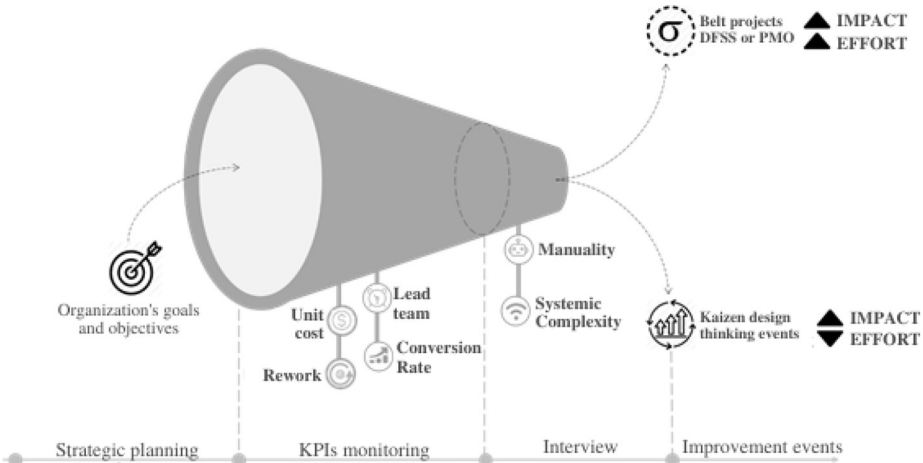 Belt projects
DFSS or PMO
IMPACT
EFFORT
σ
Organization's goals
and objectives
Unit
cost
Rework
Lead
team
Conversion
Rate
Manuality
Systemic
Complexity
Kaizen design
thinking events
IMPACT
EFFORT
Strategic planning
KPIs monitoring
Interview
Improvement events